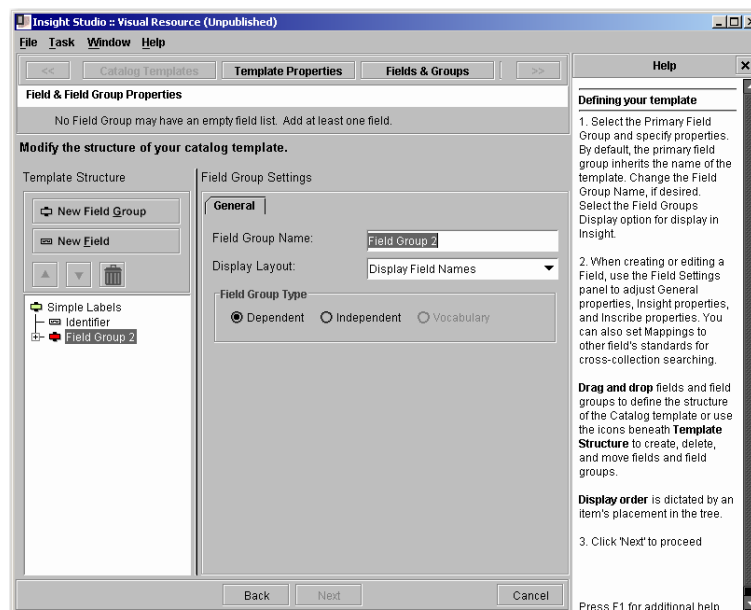 Insight Studio :: Visual Resource (Unpublished)
File Task Window Help
<< Catalog Templates Template Properties Fields & Groups >>
Field & Field Group Properties
No Field Group may have an empty field list. Add at least one field.
Modify the structure of your catalog template.
Template Structure
New Field Group
New Field
Simple Labels
Identifier
Field Group 2
Field Group Settings
General
Field Group Name: Field Group 2
Display Layout: Display Field Names
Field Group Type
Dependent Independent Vocabulary
Back Next Cancel
Help
Defining your template
1. Select the Primary Field
Group and specify properties.
By default, the primary field
group inherits the name of the
template. Change the Field
Group Name, if desired.
Select the Field Groups
Display option for display in
Insight.
2. When creating or editing a
Field, use the Field Settings
panel to adjust General
properties, Insight properties,
and Inscribe properties. You
can also set Mappings to
other field's standards for
cross-collection searching.
Drag and drop fields and field
groups to define the structure
of the Catalog template or use
the icons beneath Template
Structure to create, delete,
and move fields and field
groups.
Display order is dictated by an
item's placement in the tree.
3. Click 'Next' to proceed
Press F1 for additional help